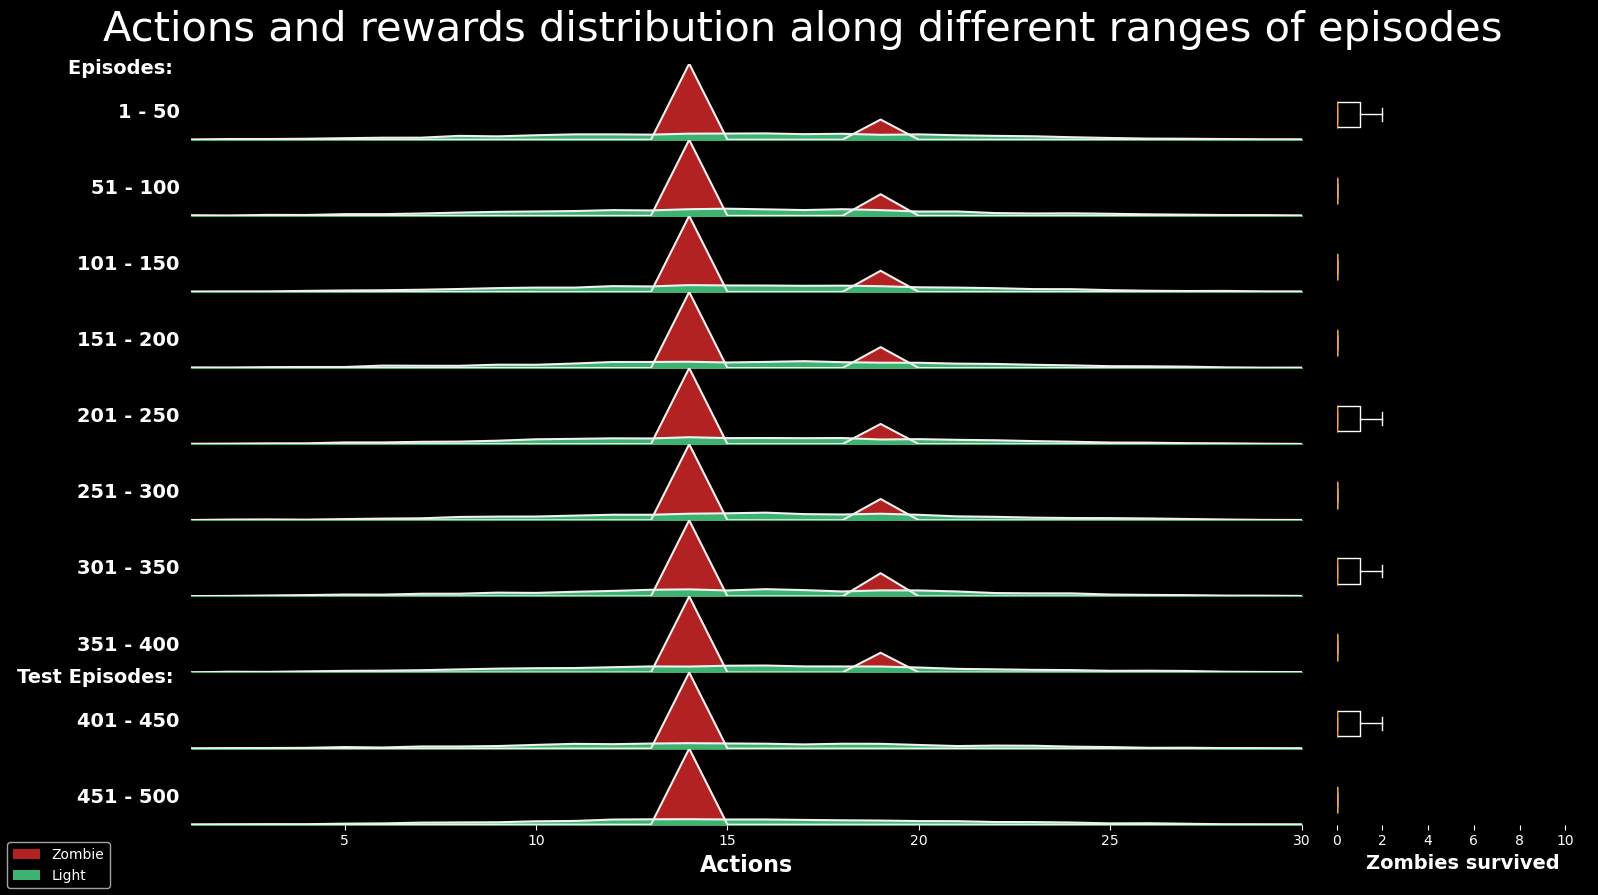 Actions and rewards distribution along different ranges of episodes
Episodes:
1 - 50
51 - 100
101 - 150
151 - 200
201 - 250
251 - 300
301 - 350
351 - 400
Test Episodes:
401 - 450
451 - 500
5 10 15 20 25 30
0 2 4 6 8 10
Actions
Zombies survived
Zombie
Light